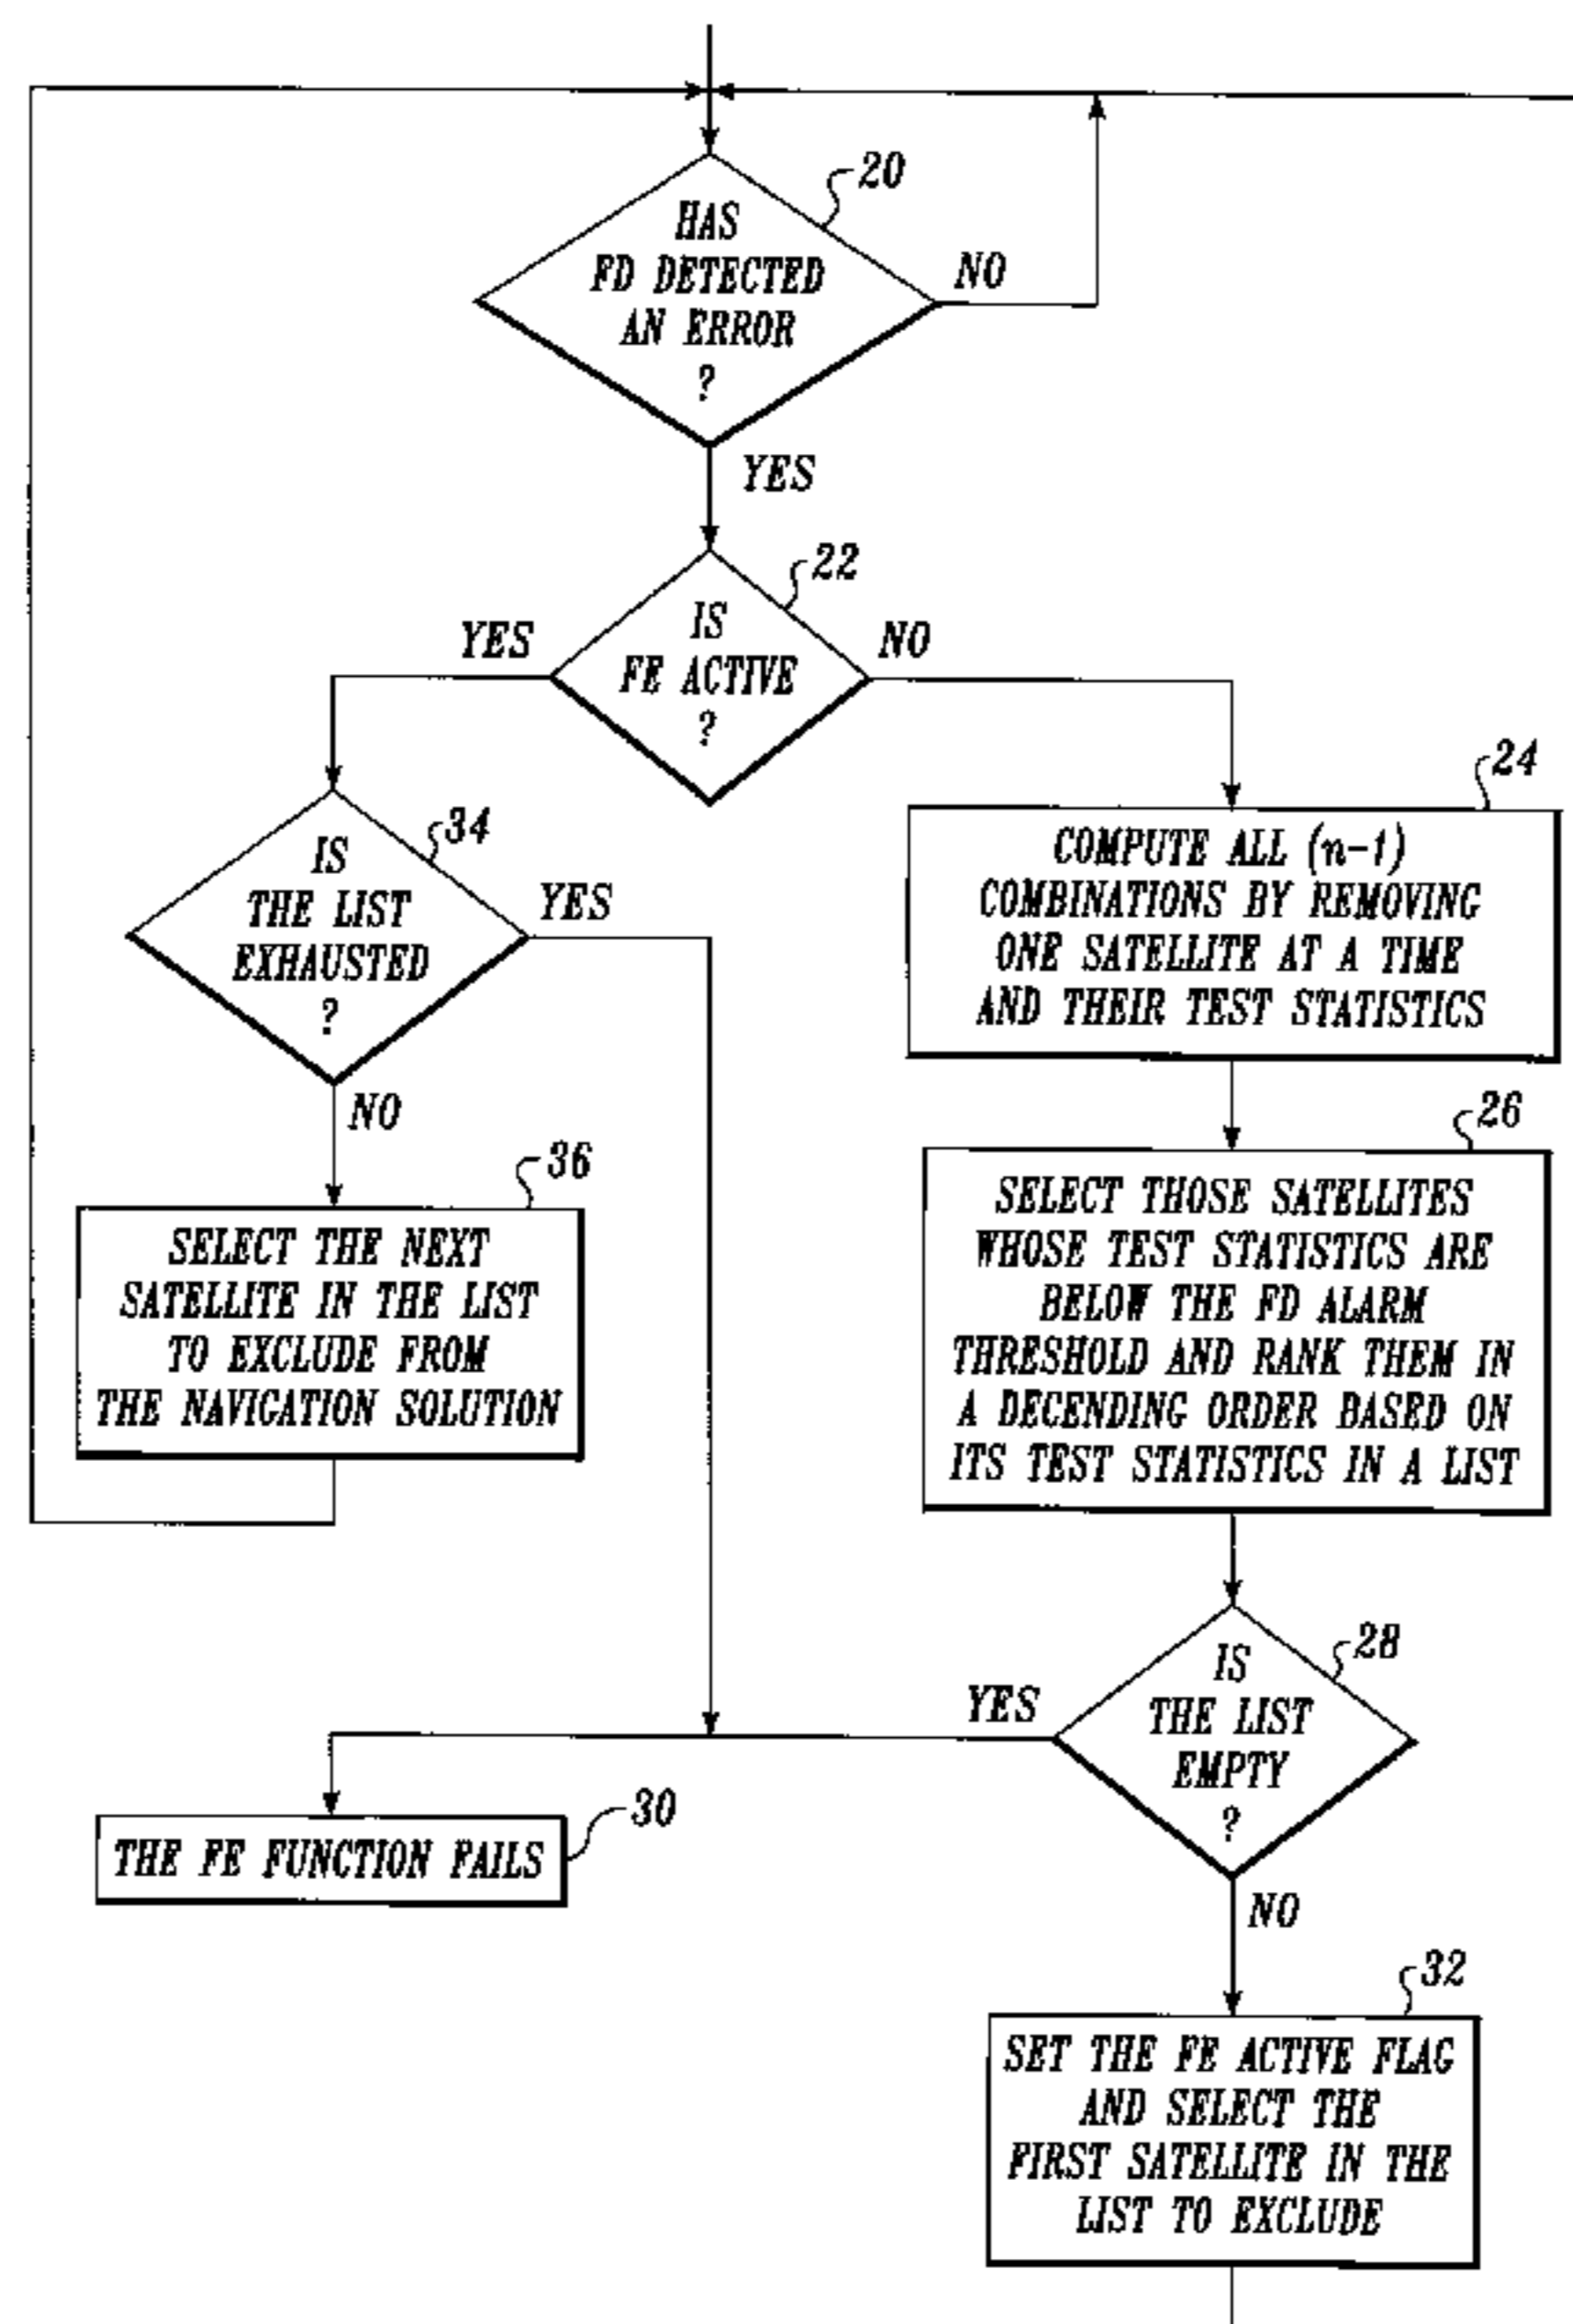 20
HAS
FD DETECTED
AN ERROR
?
NO
YES
22
IS
FE ACTIVE
?
YES
NO
24
COMPUTE ALL (n-1)
COMBINATIONS BY REMOVING
ONE SATELLITE AT A TIME
AND THEIR TEST STATISTICS
34
IS
THE LIST
EXHAUSTED
?
YES
NO
26
SELECT THOSE SATELLITES
WHOSE TEST STATISTICS ARE
BELOW THE FD ALARM
THRESHOLD AND RANK THEM IN
A DECENDING ORDER BASED ON
ITS TEST STATISTICS IN A LIST
36
SELECT THE NEXT
SATELLITE IN THE LIST
TO EXCLUDE FROM
THE NAVIGATION SOLUTION
28
IS
THE LIST
EMPTY
?
YES
NO
30
THE FE FUNCTION FAILS
32
SET THE FE ACTIVE FLAG
AND SELECT THE
FIRST SATELLITE IN THE
LIST TO EXCLUDE